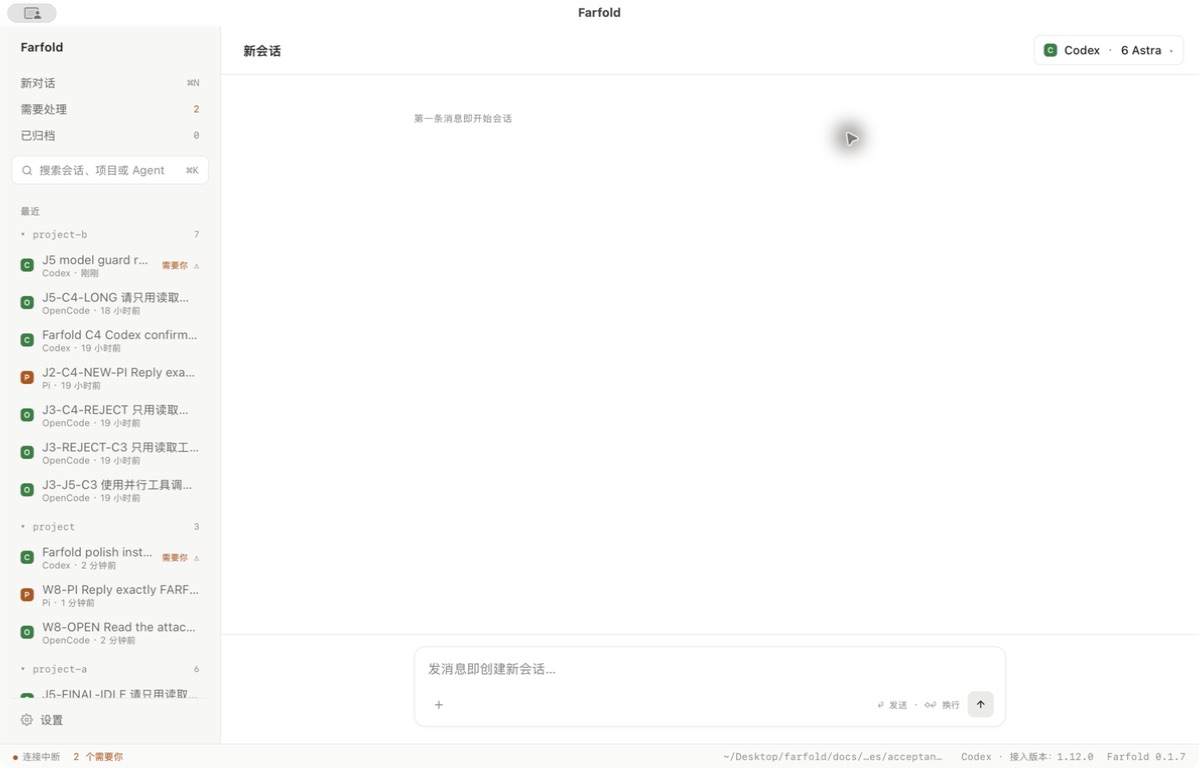 Farfold
Farfold
新对话 ⌘N
需要处理 2
已归档 0
搜索会话、项目或 Agent ⌘K
最近
project-b 7
C J5 model guard r... 需要你
Codex · 刚刚
O J5-C4-LONG 请只用读取...
OpenCode · 18 小时前
C Farfold C4 Codex confirm...
Codex · 19 小时前
P J2-C4-NEW-PI Reply exa...
Pi · 19 小时前
O J3-C4-REJECT 只用读取...
OpenCode · 19 小时前
O J3-REJECT-C3 只用读取工...
OpenCode · 19 小时前
O J3-J5-C3 使用并行工具调...
OpenCode · 19 小时前
project 3
C Farfold polish inst... 需要你
Codex · 2 分钟前
P W8-PI Reply exactly FARF...
Pi · 1 分钟前
O W8-OPEN Read the attac...
OpenCode · 2 分钟前
project-a 6
J5-FINAL-IDLE 请只用读取...
设置
新会话
C Codex · 6 Astra
第一条消息即开始会话
发消息即创建新会话...
+ 发送 · 换行
连接中断 2 个需要你
~/Desktop/farfold/docs/…es/acceptan… Codex · 接入版本: 1.12.0 Farfold 0.1.7